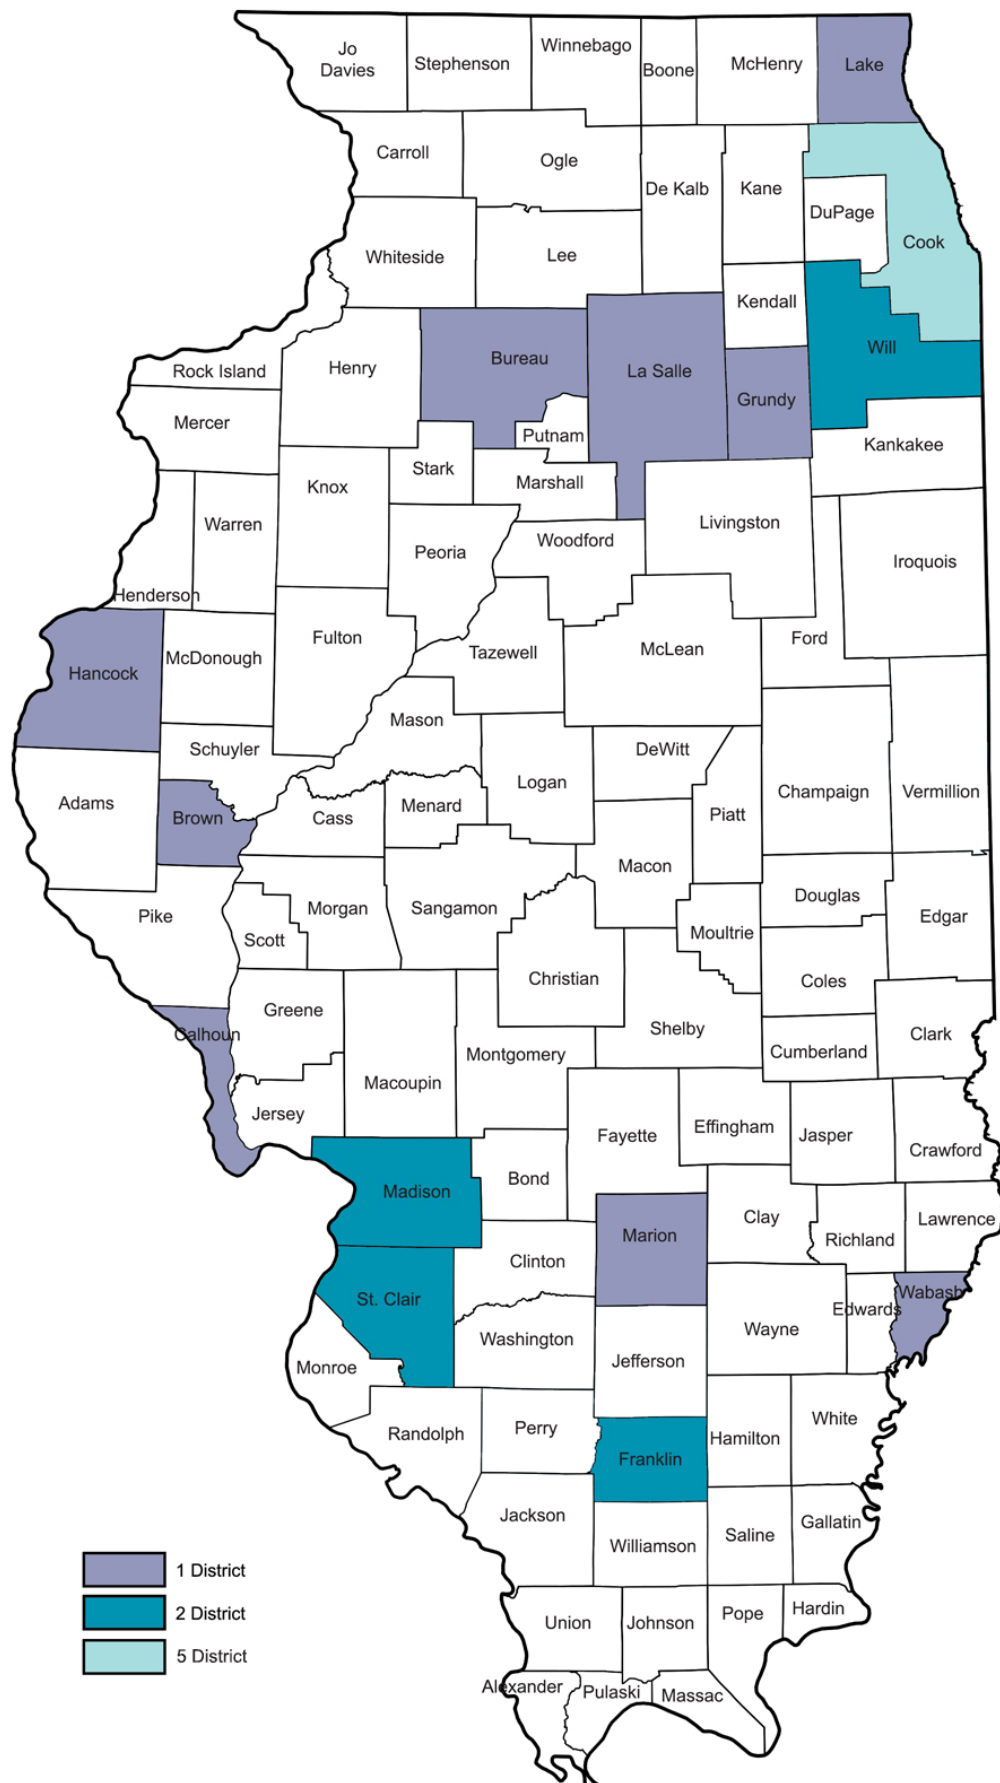 Jo
Davies
Stephenson
Winnebago
Boone
McHenry
Lake
Carroll
Ogle
De Kalb
Kane
DuPage
Cook
Whiteside
Lee
Kendall
Will
Rock Island
Henry
Bureau
La Salle
Grundy
Mercer
Putnam
Kankakee
Stark
Marshall
Knox
Warren
Peoria
Woodford
Livingston
Iroquois
Henderson
Fulton
Tazewell
McLean
Ford
Hancock
McDonough
Mason
Schuyler
Logan
DeWitt
Adams
Brown
Cass
Menard
Piatt
Champaign
Vermillion
Macon
Pike
Scott
Morgan
Sangamon
Moultrie
Douglas
Edgar
Christian
Coles
Calhoun
Greene
Shelby
Clark
Macoupin
Montgomery
Cumberland
Jersey
Fayette
Effingham
Jasper
Crawford
Madison
Bond
Marion
Clay
Richland
Lawrence
St. Clair
Clinton
Wabash
Edwards
Wayne
Washington
Monroe
Jefferson
Randolph
Perry
Franklin
Hamilton
White
Jackson
Williamson
Saline
Gallatin
1 District
2 District
5 District
Union
Johnson
Pope
Hardin
Alexander
Pulaski
Massac